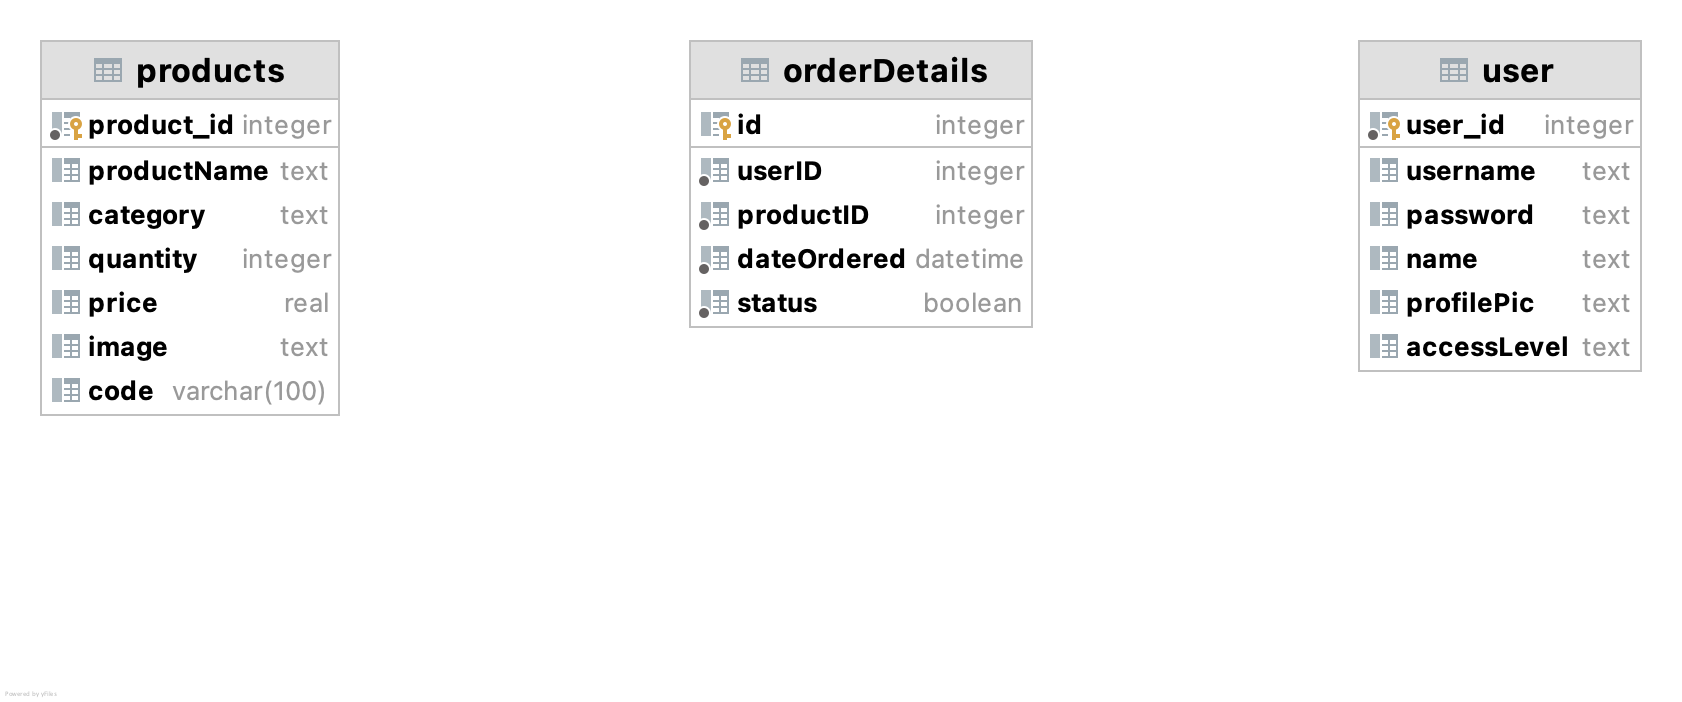 products
product_id integer
productName text
category text
quantity integer
price real
image text
code varchar(100)
orderDetails
id integer
userID integer
productID integer
dateOrdered datetime
status boolean
user
user_id integer
username text
password text
name text
profilePic text
accessLevel text
Powered by yFiles